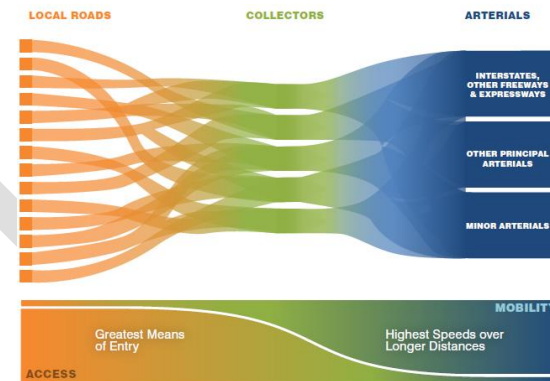 LOCAL ROADS
COLLECTORS
ARTERIALS
INTERSTATES,
OTHER FREEWAYS
& EXPRESSWAYS
OTHER PRINCIPAL
ARTERIALS
MINOR ARTERIALS
MOBILITY
Greatest Means
of Entry
Highest Speeds over
Longer Distances
ACCESS